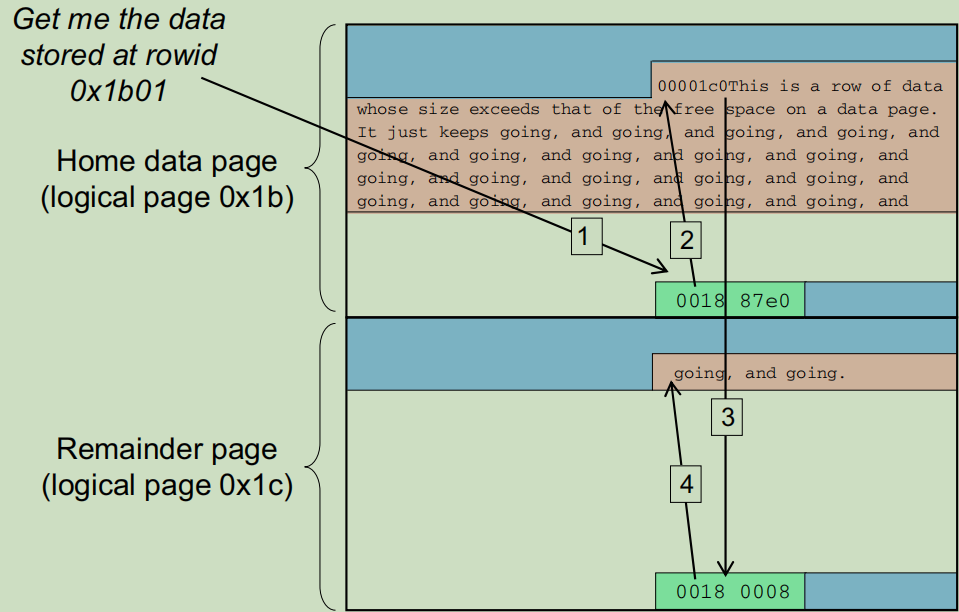 Get me the data
stored at rowid
0x1b01
Home data page
(logical page 0x1b)
00001c0This is a row of data
whose size exceeds that of the free space on a data page.
It just keeps going, and going, and going, and going, and
going, and going, and going, and going, and going, and
going, and going, and going, and going, and going, and
going, and going, and going, and going, and going, and
1
2
0018 87e0
Remainder page
(logical page 0x1c)
going, and going.
3
4
0018 0008